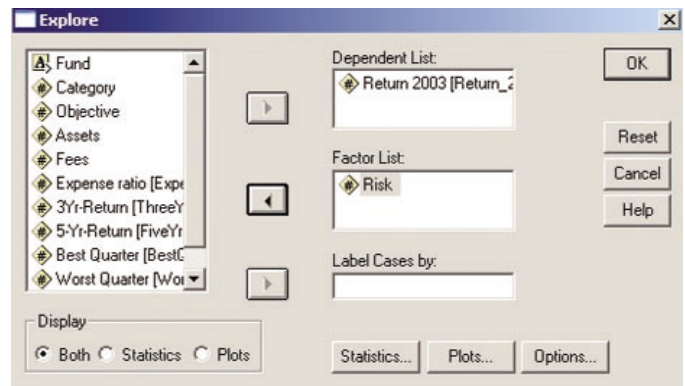 Explore
Fund
Category
Objective
Assets
Fees
Expense ratio [Expe
3Yr-Return [ThreeY
5-Yr-Return [FiveYr
Best Quarter [BestQ
Worst Quarter [Wor
Display
Both Statistics Plots
Dependent List:
Return 2003 [Return_2
Factor List:
Risk
Label Cases by:
Statistics... Plots... Options...
OK
Reset
Cancel
Help